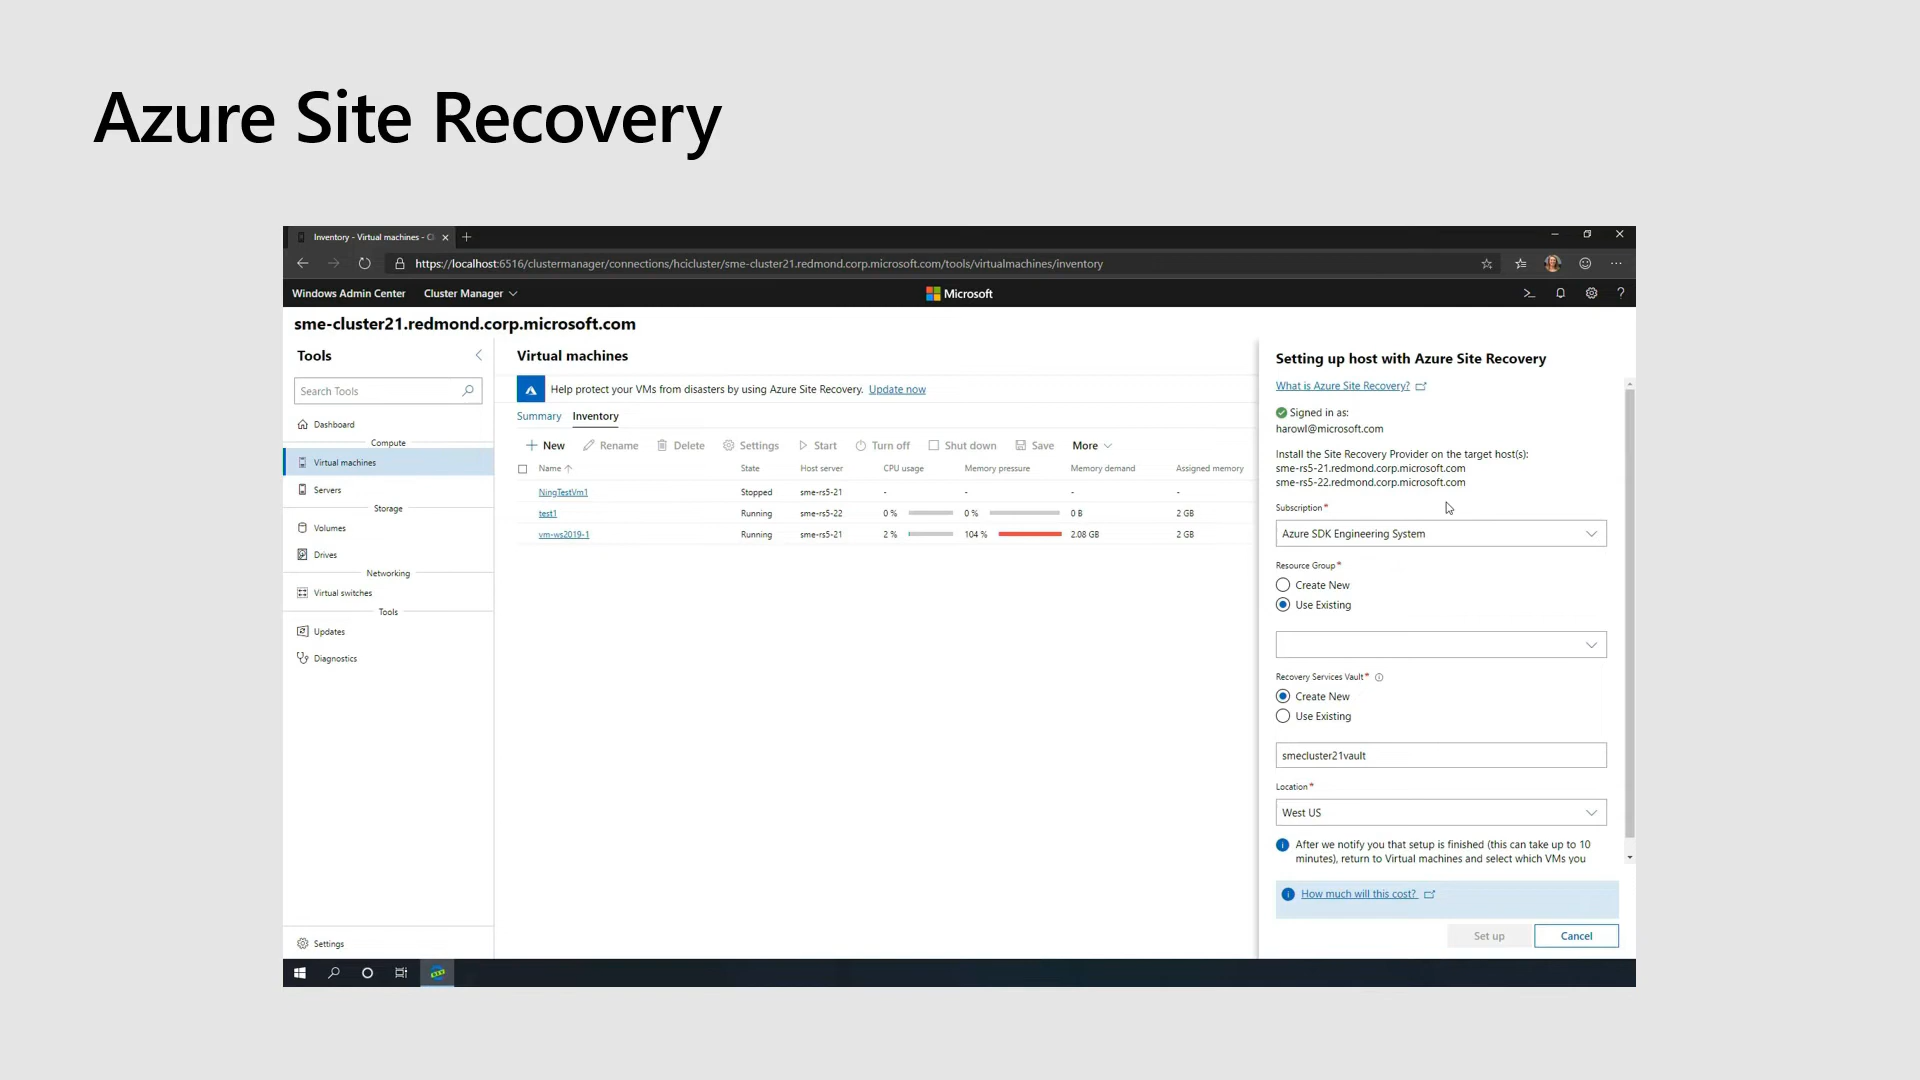 Azure Site Recovery
Inventory - Virtual machines - Cl
https://localhost:6516/clustermanager/connections/hcicluster/sme-cluster21.redmond.corp.microsoft.com/tools/virtualmachines/inventory
Windows Admin Center Cluster Manager Microsoft
sme-cluster21.redmond.corp.microsoft.com
Tools
Search Tools
Dashboard
Compute
Virtual machines
Servers
Storage
Volumes
Drives
Networking
Virtual switches
Tools
Updates
Diagnostics
Settings
Virtual machines
Help protect your VMs from disasters by using Azure Site Recovery. Update now
Summary Inventory
New Rename Delete Settings Start Turn off Shut down Save More
Name State Host server CPU usage Memory pressure Memory demand Assigned memory
NingTestVm1 Stopped sme-rs5-21 - - - -
test1 Running sme-rs5-22 0 % 0 % 0 B 2 GB
vm-ws2019-1 Running sme-rs5-21 2 % 104 % 2.08 GB 2 GB
Setting up host with Azure Site Recovery
What is Azure Site Recovery?
Signed in as:
harowl@microsoft.com
Install the Site Recovery Provider on the target host(s):
sme-rs5-21.redmond.corp.microsoft.com
sme-rs5-22.redmond.corp.microsoft.com
Subscription *
Azure SDK Engineering System
Resource Group *
Create New
Use Existing
Recovery Services Vault *
Create New
Use Existing
smecluster21vault
Location *
West US
After we notify you that setup is finished (this can take up to 10
minutes), return to Virtual machines and select which VMs you
How much will this cost?
Set up Cancel